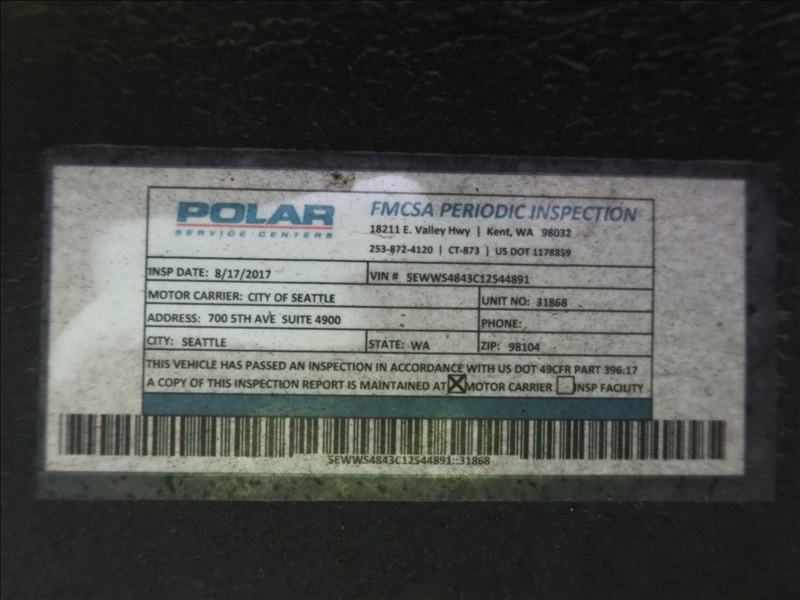 POLAR
SERVICE CENTERS
FMCSA PERIODIC INSPECTION
18211 E. Valley Hwy | Kent, WA 98032
253-872-4120 | CT-873 | US DOT 1178859
INSP DATE: 8/17/2017
VIN # 5EWWS4843C12544891
MOTOR CARRIER: CITY OF SEATTLE
UNIT NO: 31868
ADDRESS: 700 5TH AVE SUITE 4900
PHONE:
CITY: SEATTLE
STATE: WA
ZIP: 98104
THIS VEHICLE HAS PASSED AN INSPECTION IN ACCORDANCE WITH US DOT 49CFR PART 396.17
A COPY OF THIS INSPECTION REPORT IS MAINTAINED AT ☒ MOTOR CARRIER ☐ INSP FACILITY
5EWWS4843C12544891::31868